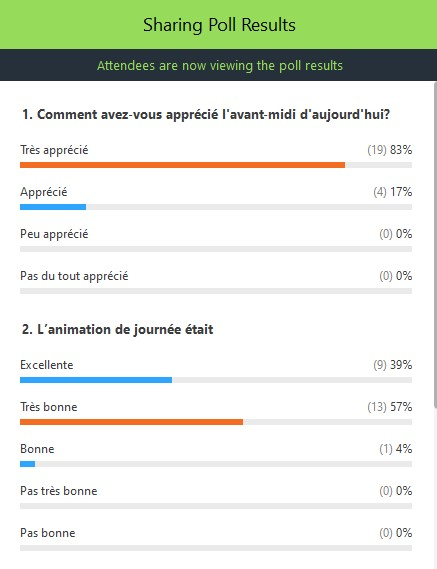 Sharing Poll Results
Attendees are now viewing the poll results
1. Comment avez-vous apprécié l'avant-midi d'aujourd'hui?
Très apprécié (19) 83%
Apprécié (4) 17%
Peu apprécié (0) 0%
Pas du tout apprécié (0) 0%
2. L’animation de journée était
Excellente (9) 39%
Très bonne (13) 57%
Bonne (1) 4%
Pas très bonne (0) 0%
Pas bonne (0) 0%